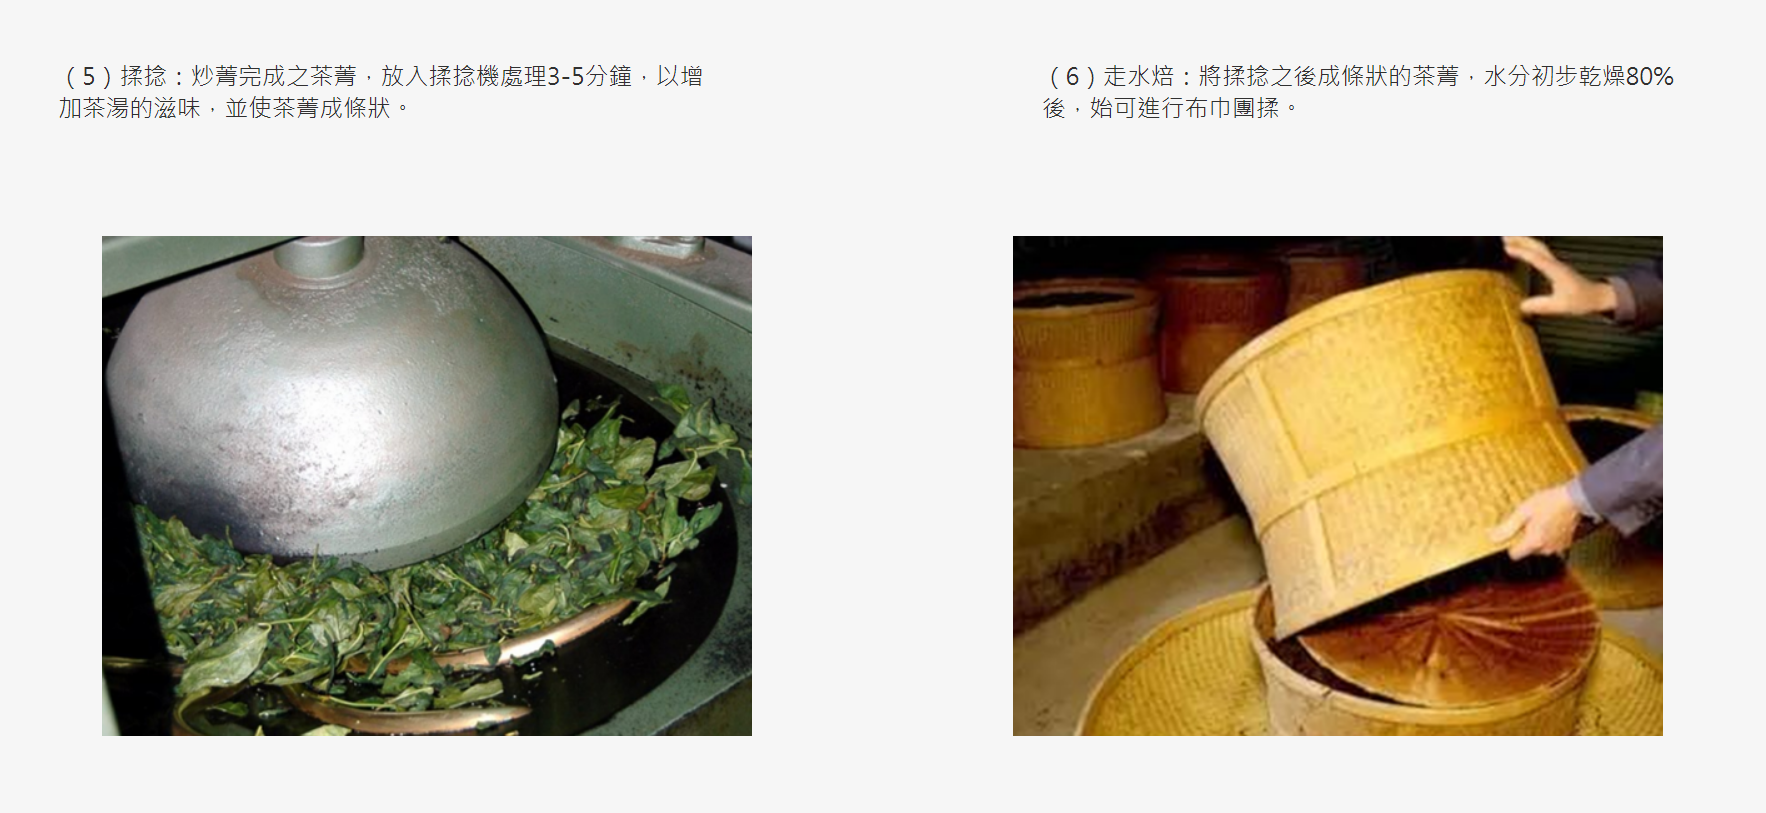 （5）揉捻：炒菁完成之茶菁，放入揉捻機處理3-5分鐘，以增
加茶湯的滋味，並使茶菁成條狀。
（6）走水焙：將揉捻之後成條狀的茶菁，水分初步乾燥80%
後，始可進行布巾團揉。